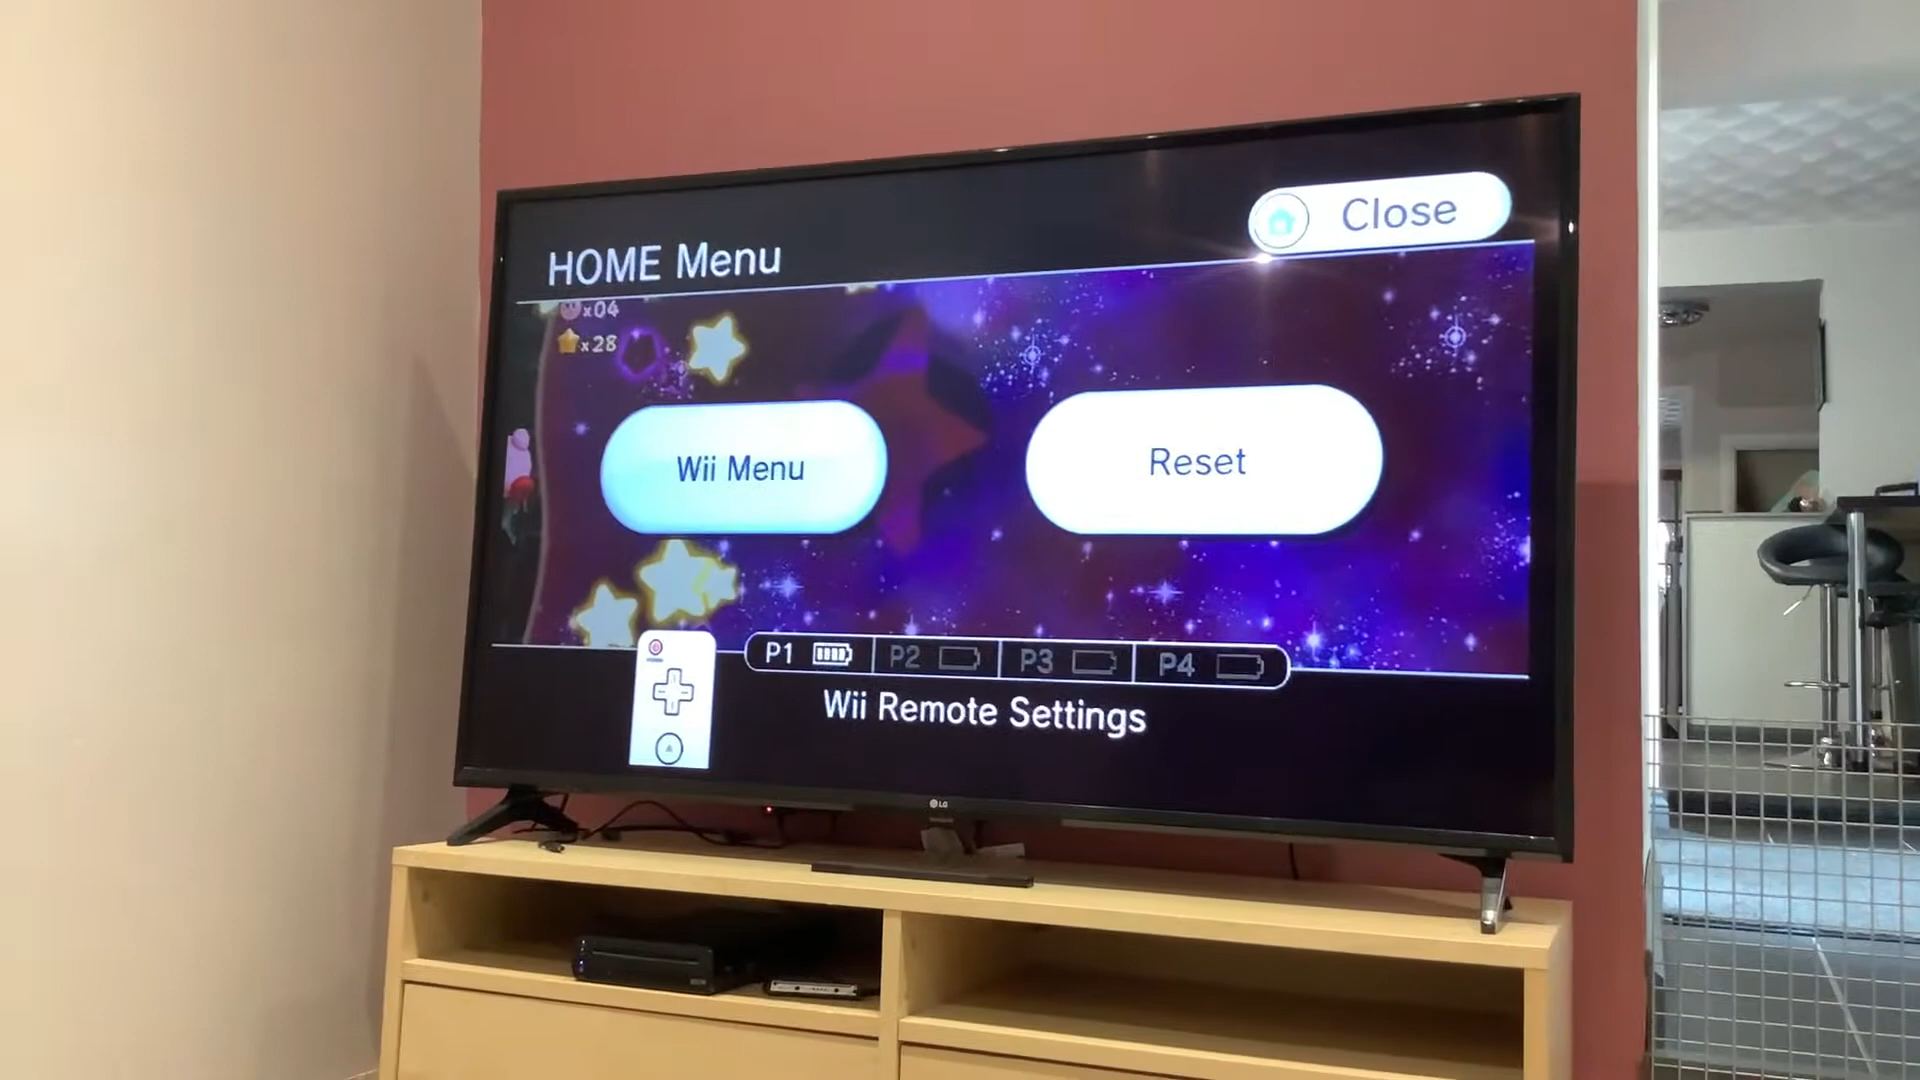 Close
HOME Menu
x04
x28
Wii Menu
Reset
P1 P2 P3 P4
Wii Remote Settings
LG